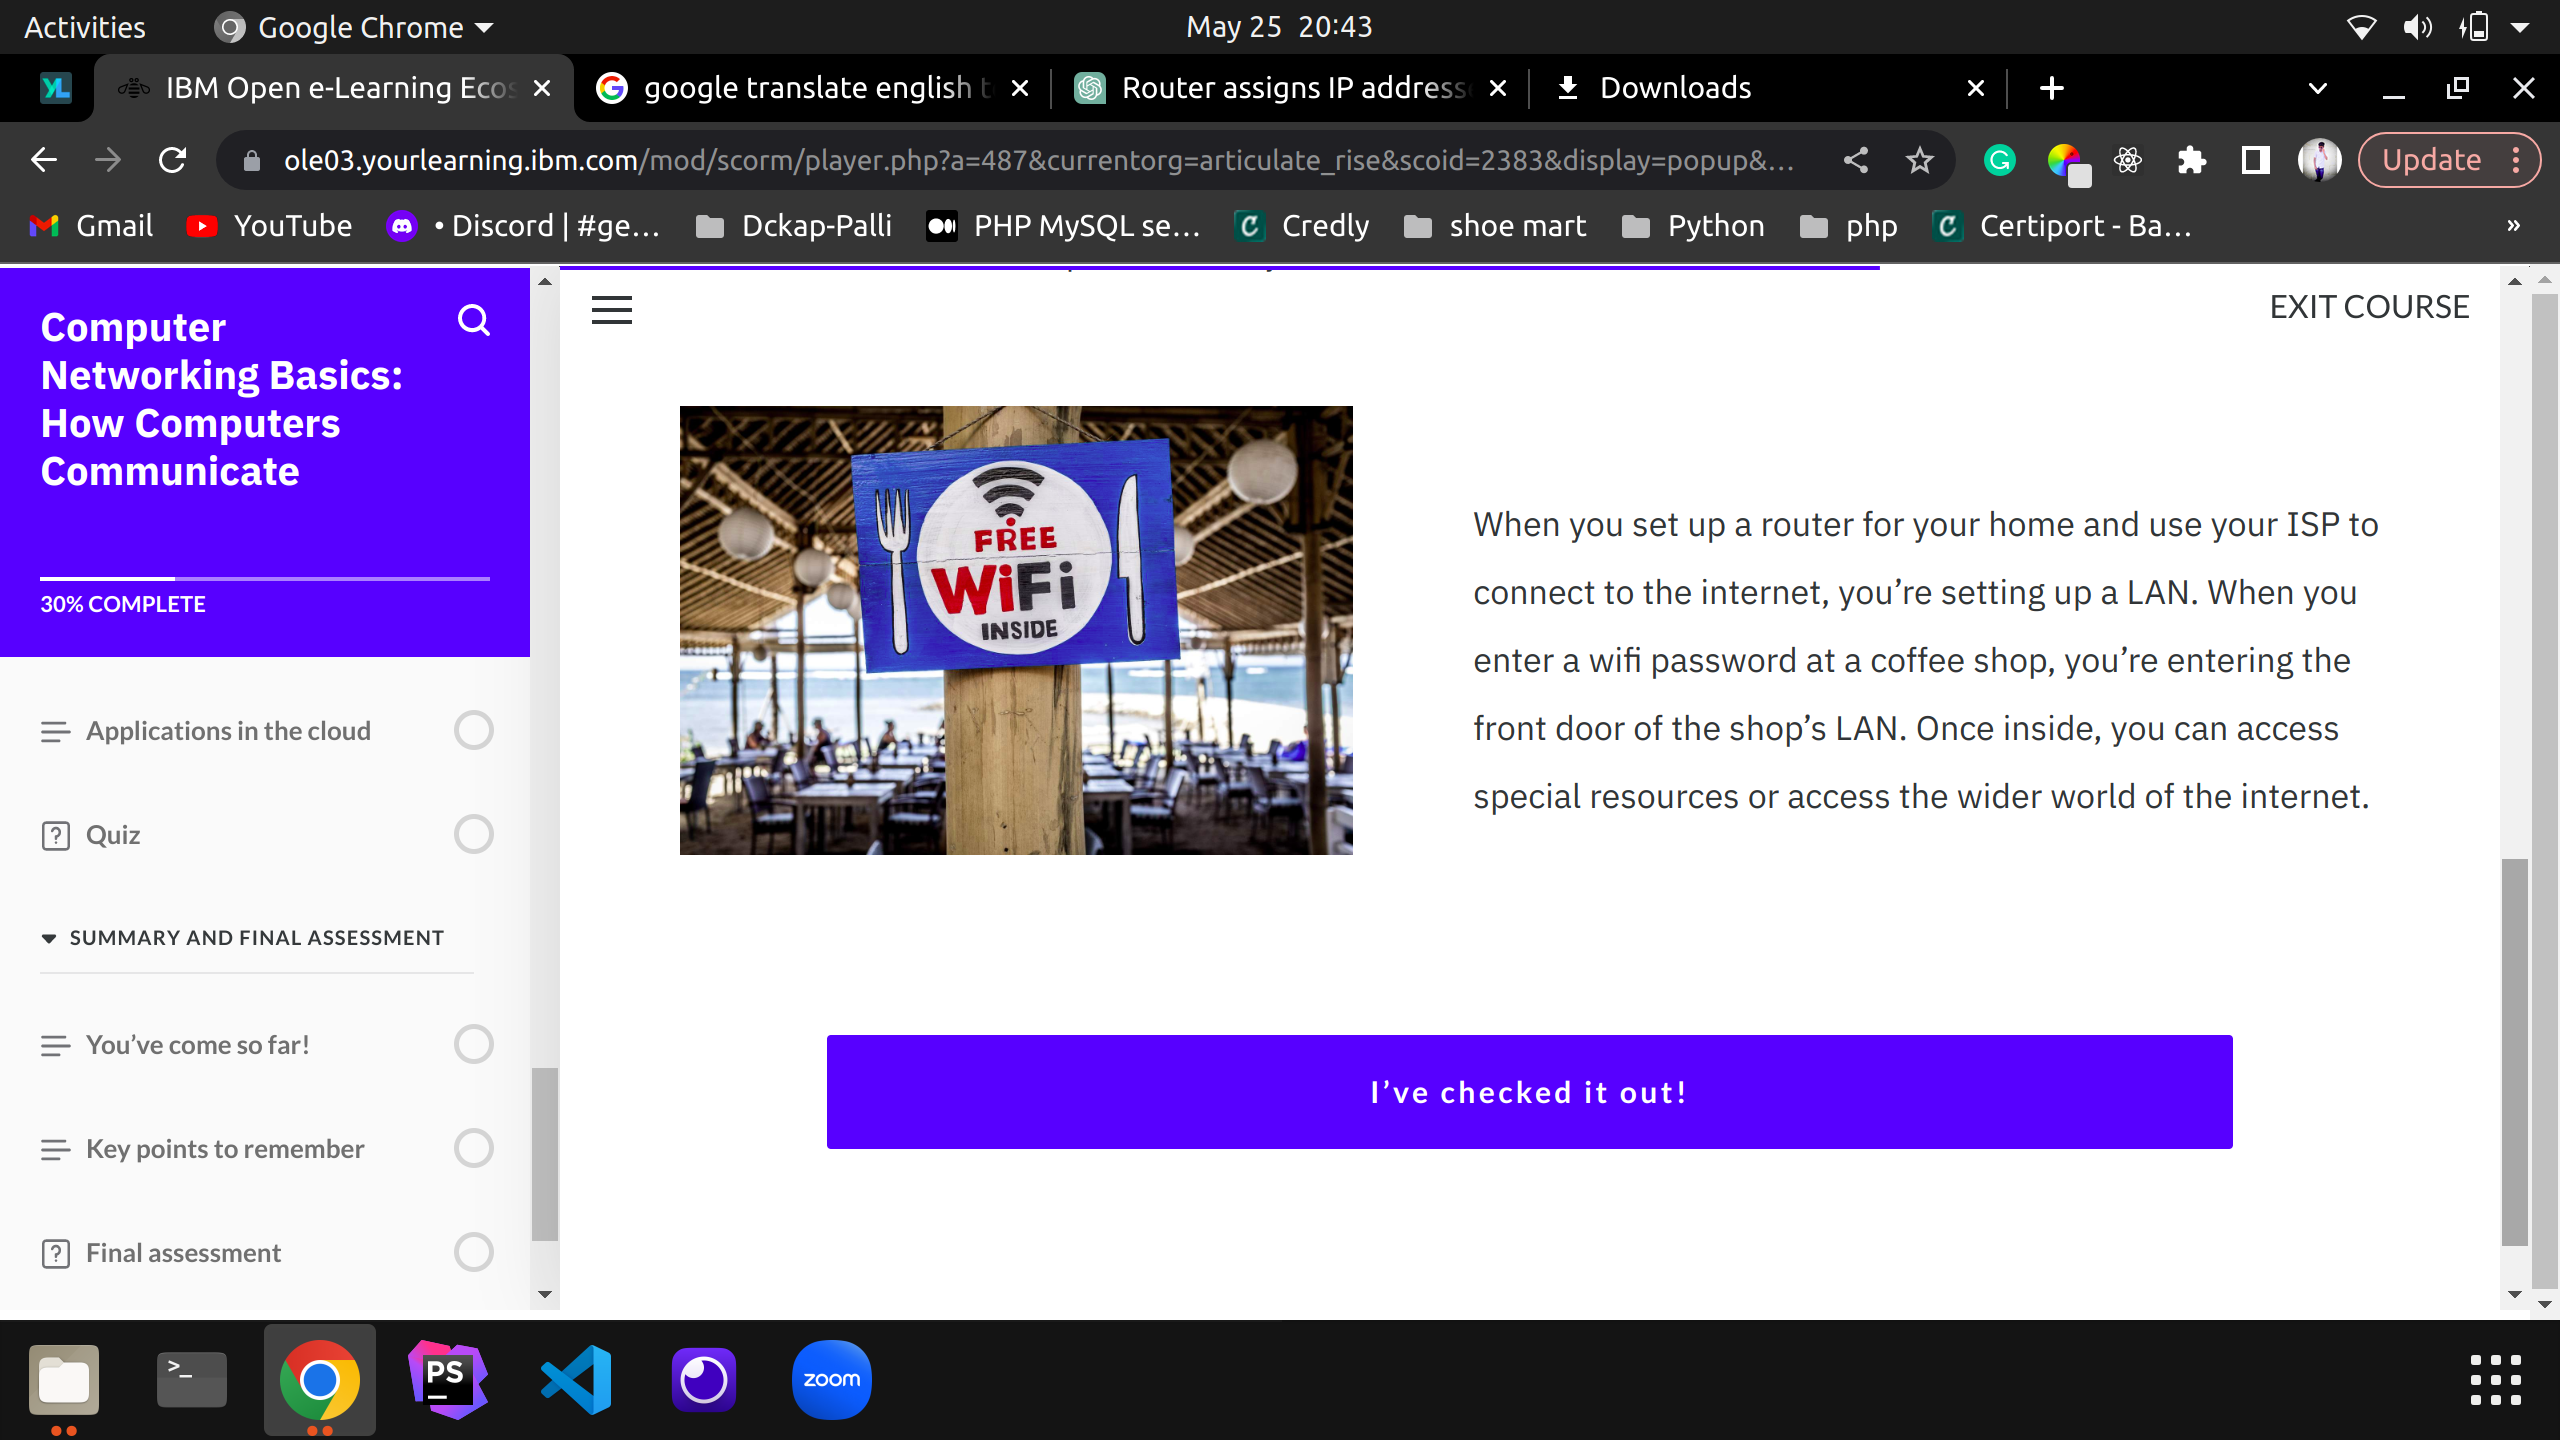 Activities
Google Chrome
May 25 20:43
IBM Open e-Learning Ecos
google translate english t
Router assigns IP addresse
Downloads
ole03.yourlearning.ibm.com/mod/scorm/player.php?a=487&currentorg=articulate_rise&scoid=2383&display=popup&...
Update
Gmail
YouTube
• Discord | #ge...
Dckap-Palli
PHP MySQL se...
Credly
shoe mart
Python
php
Certiport - Ba...
»
Computer
Networking Basics:
How Computers
Communicate
30% COMPLETE
Applications in the cloud
Quiz
SUMMARY AND FINAL ASSESSMENT
You’ve come so far!
Key points to remember
Final assessment
EXIT COURSE
FREE
WiFi
INSIDE
When you set up a router for your home and use your ISP to
connect to the internet, you’re setting up a LAN. When you
enter a wifi password at a coffee shop, you’re entering the
front door of the shop’s LAN. Once inside, you can access
special resources or access the wider world of the internet.
I’ve checked it out!
>_
PS
zoom